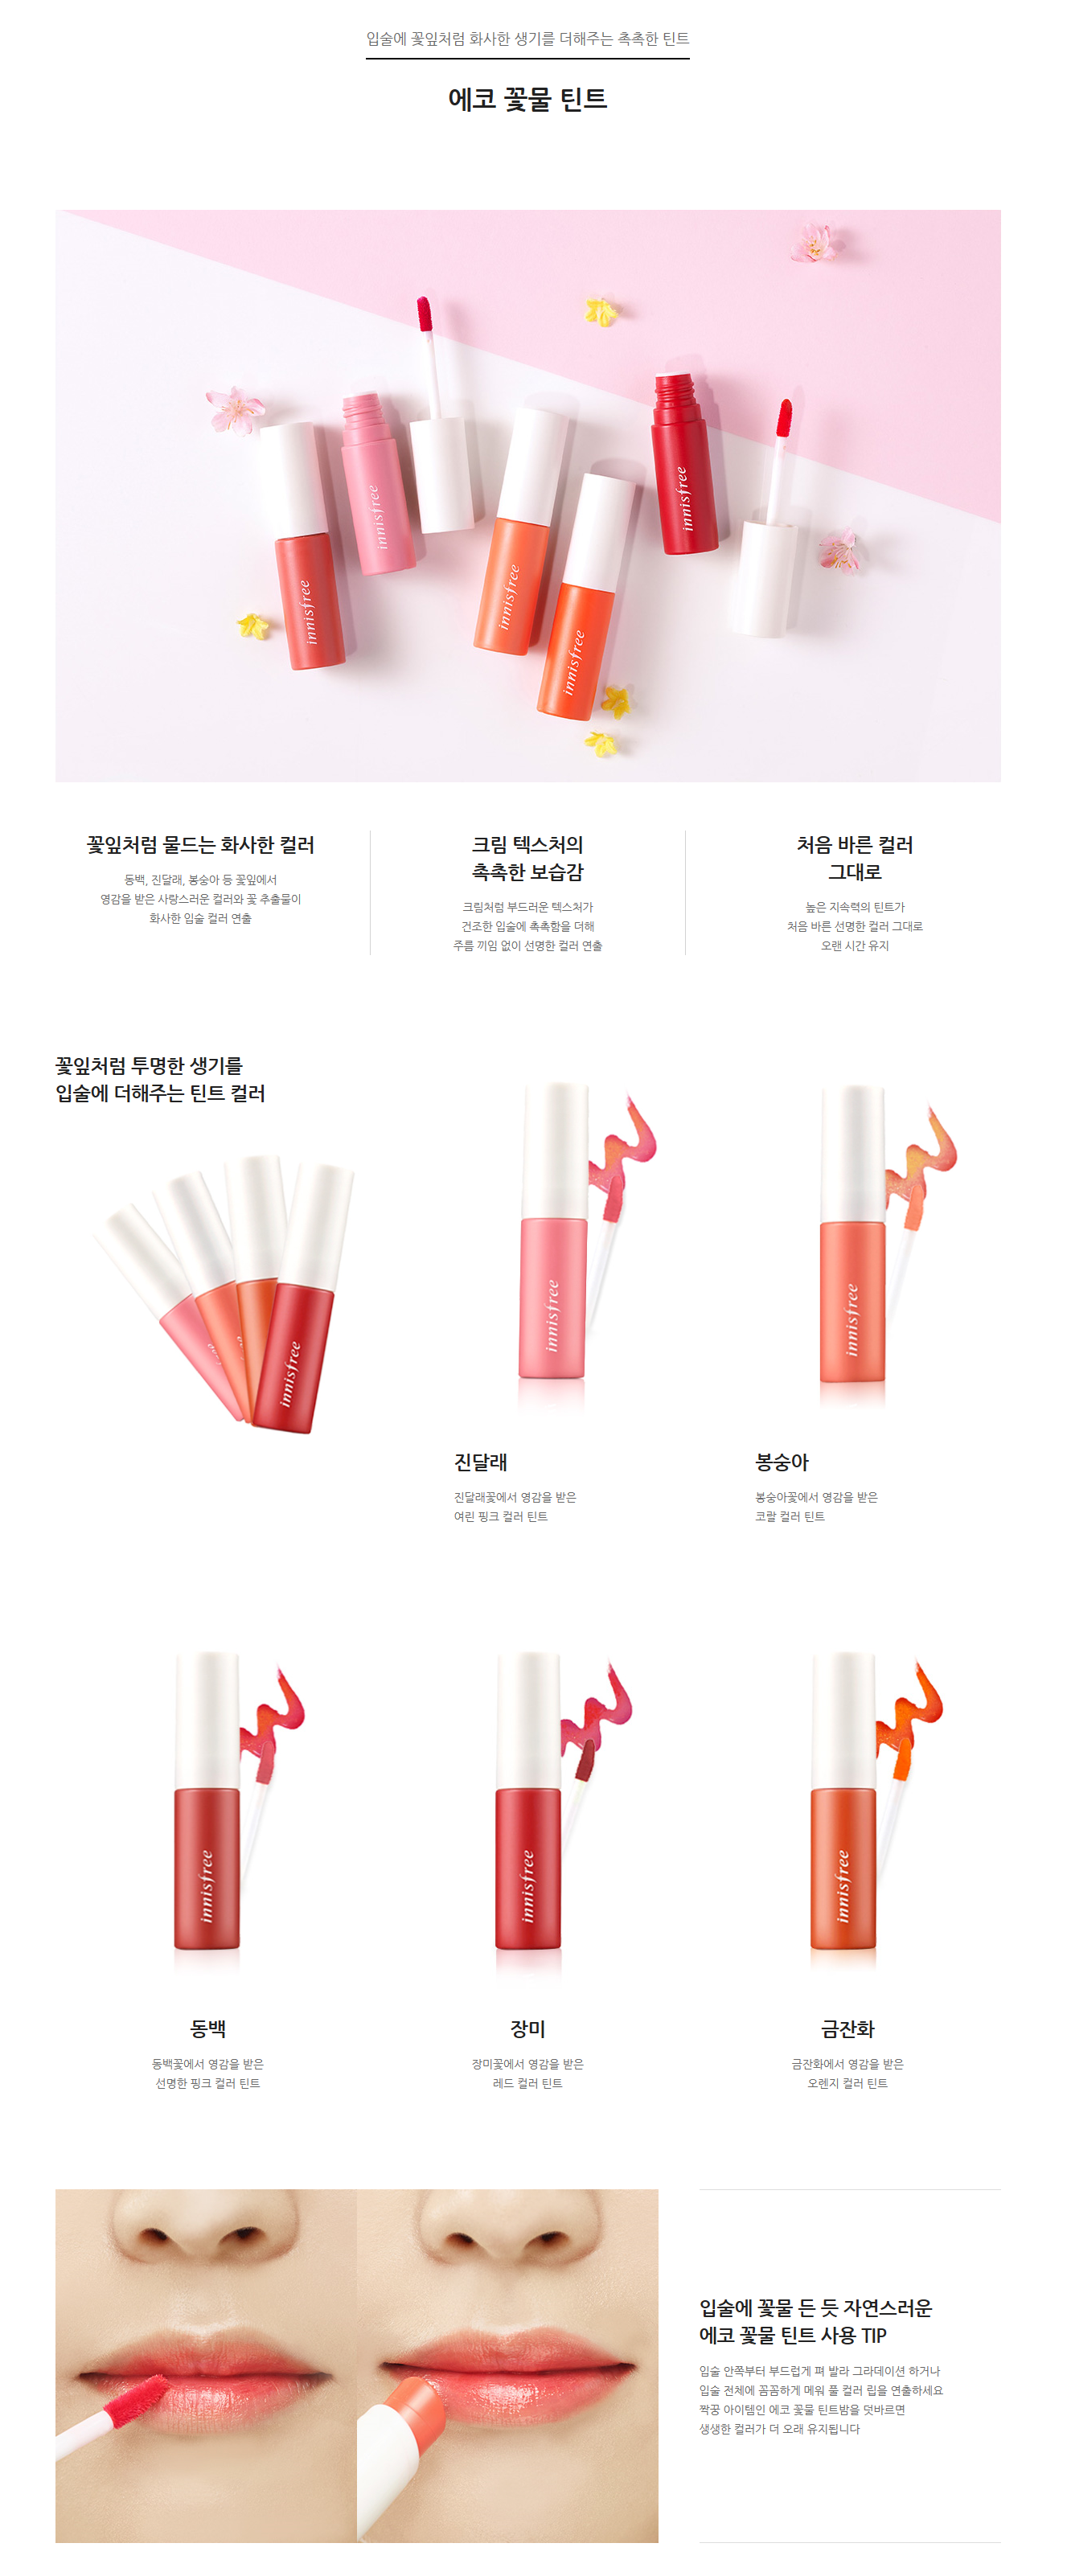 입술에 꽃잎처럼 화사한 생기를 더해주는 촉촉한 틴트
에코 꽃물 틴트
innisfree
innisfree
innisfree
innisfree
innisfree
꽃잎처럼 물드는 화사한 컬러
동백, 진달래, 봉숭아 등 꽃잎에서
영감을 받은 사랑스러운 컬러와 꽃 추출물이
화사한 입술 컬러 연출
크림 텍스처의
촉촉한 보습감
크림처럼 부드러운 텍스처가
건조한 입술에 촉촉함을 더해
주름 끼임 없이 선명한 컬러 연출
처음 바른 컬러
그대로
높은 지속력의 틴트가
처음 바른 선명한 컬러 그대로
오랜 시간 유지
꽃잎처럼 투명한 생기를
입술에 더해주는 틴트 컬러
innisfree
innisfree
innisfree
진달래
진달래꽃에서 영감을 받은
여린 핑크 컬러 틴트
봉숭아
봉숭아꽃에서 영감을 받은
코랄 컬러 틴트
innisfree
innisfree
innisfree
동백
동백꽃에서 영감을 받은
선명한 핑크 컬러 틴트
장미
장미꽃에서 영감을 받은
레드 컬러 틴트
금잔화
금잔화에서 영감을 받은
오렌지 컬러 틴트
입술에 꽃물 든 듯 자연스러운
에코 꽃물 틴트 사용 TIP
입술 안쪽부터 부드럽게 펴 발라 그라데이션 하거나
입술 전체에 꼼꼼하게 메워 풀 컬러 립을 연출하세요
짝꿍 아이템인 에코 꽃물 틴트밤을 덧바르면
생생한 컬러가 더 오래 유지됩니다